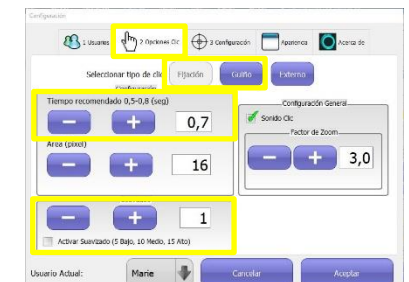 Configuración
1 Usuarios
2 Opciones Clic
3 Configuración
Apariencia
Acerca de
Seleccionar tipo de clic
Fijación
Guiño
Externo
Configuración
Tiempo recomendado 0,5-0,8 (seg)
0,7
Area (pixel)
16
1
Activar Suavizado (5 Bajo, 10 Medio, 15 Alto)
Configuración General
Sonido Clic
Factor de Zoom
3,0
Usuario Actual:
Marie
Cancelar
Aceptar